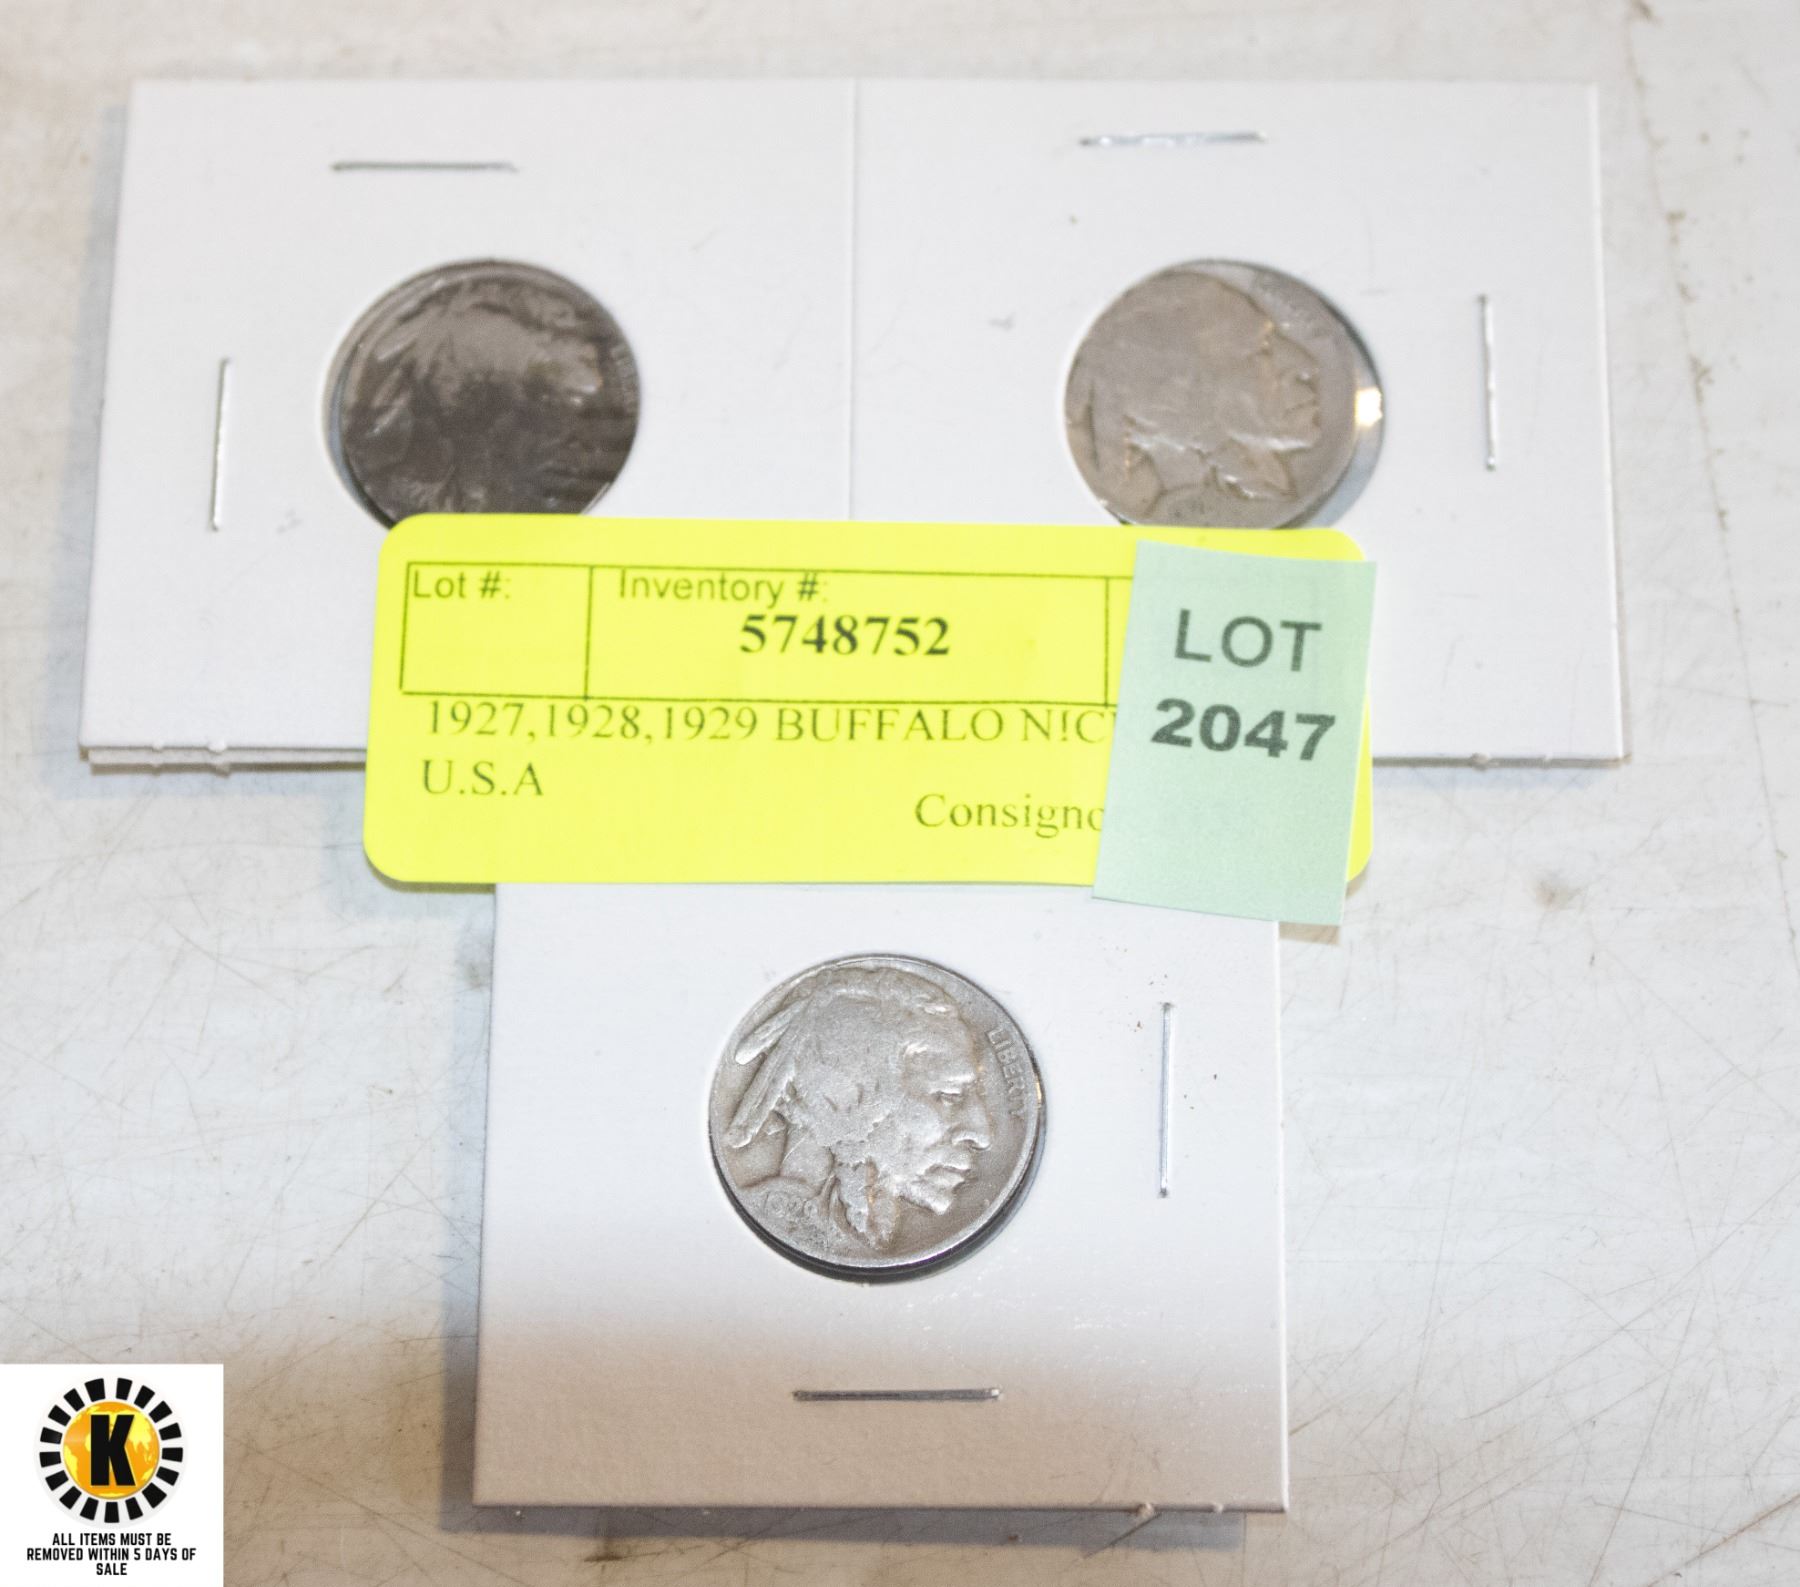 Lot #: Inventory #:
5748752
1927,1928,1929 BUFFALO N!C
U.S.A
Consigno
LOT
2047
LIBERTY
1929
K
ALL ITEMS MUST BE
REMOVED WITHIN 5 DAYS OF
SALE